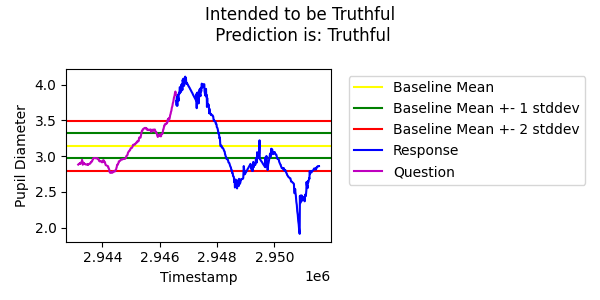 Intended to be Truthful
Prediction is: Truthful
Pupil Diameter
4.0
3.5
3.0
2.5
2.0
2.944
2.946
2.948
2.950
1e6
Timestamp
Baseline Mean
Baseline Mean +- 1 stddev
Baseline Mean +- 2 stddev
Response
Question